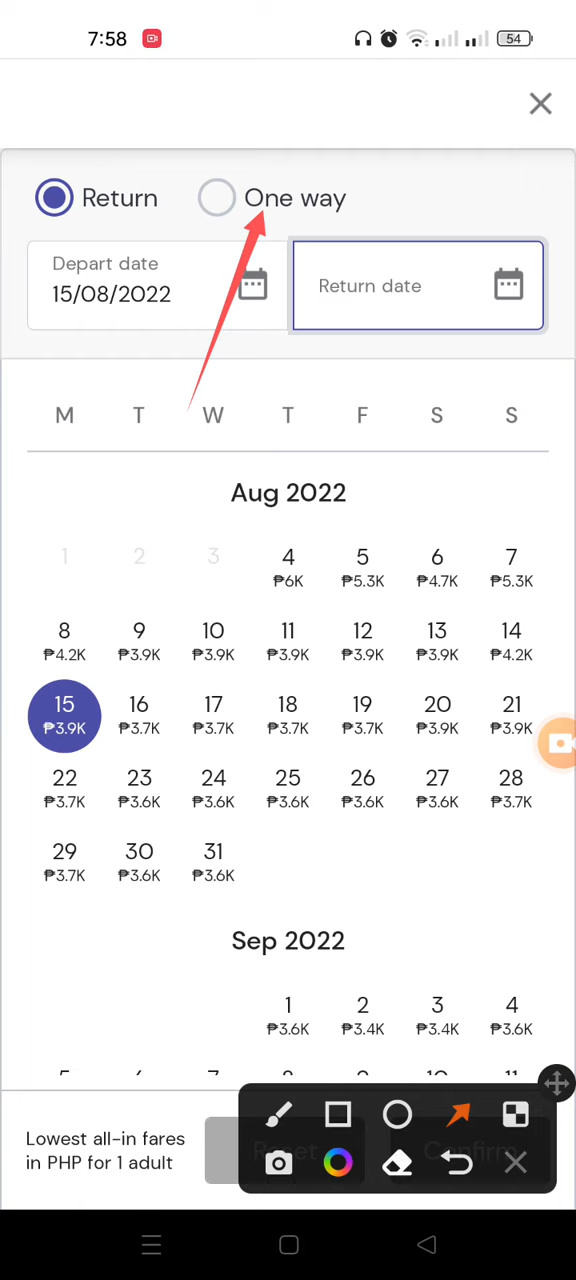 7:58
54
Return One way
Depart date
15/08/2022
Return date
M T W T F S S
Aug 2022
1 2 3 4 5 6 7
₱6K ₱5.3K ₱4.7K ₱5.3K
8 9 10 11 12 13 14
₱4.2K ₱3.9K ₱3.9K ₱3.9K ₱3.9K ₱3.9K ₱4.2K
15 16 17 18 19 20 21
₱3.9K ₱3.7K ₱3.7K ₱3.7K ₱3.7K ₱3.9K ₱3.9K
22 23 24 25 26 27 28
₱3.7K ₱3.6K ₱3.6K ₱3.6K ₱3.6K ₱3.6K ₱3.7K
29 30 31
₱3.7K ₱3.6K ₱3.6K
Sep 2022
1 2 3 4
₱3.6K ₱3.4K ₱3.4K ₱3.6K
Lowest all-in fares
in PHP for 1 adult
Reset Confirm